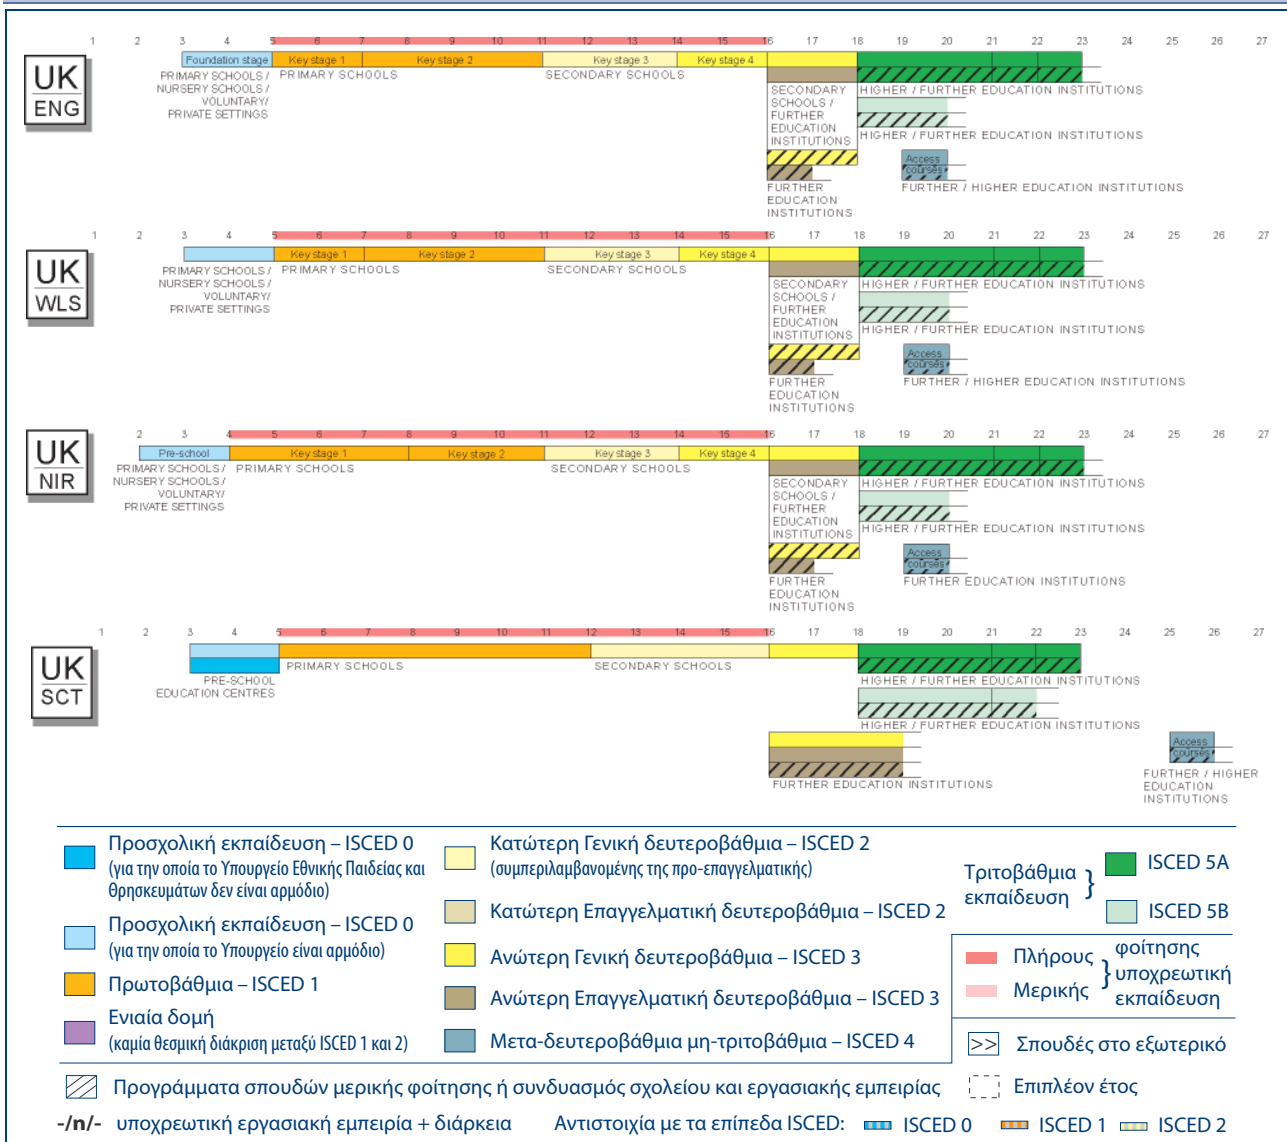 1 2 3 4 5 6 7 8 9 10 11 12 13 14 15 16 17 18 19 20 21 22 23 24 25 26 27
UK
ENG
Foundation stage Key stage 1 Key stage 2 Key stage 3 Key stage 4
PRIMARY SCHOOLS /
NURSERY SCHOOLS /
VOLUNTARY/
PRIVATE SETTINGS
PRIMARY SCHOOLS
SECONDARY SCHOOLS
SECONDARY
SCHOOLS /
FURTHER
EDUCATION
INSTITUTIONS
HIGHER / FURTHER EDUCATION INSTITUTIONS
HIGHER / FURTHER EDUCATION INSTITUTIONS
Access
courses
FURTHER
EDUCATION
INSTITUTIONS
FURTHER / HIGHER EDUCATION INSTITUTIONS
1 2 3 4 5 6 7 8 9 10 11 12 13 14 15 16 17 18 19 20 21 22 23 24 25 26 27
UK
WLS
Key stage 1 Key stage 2 Key stage 3 Key stage 4
PRIMARY SCHOOLS /
NURSERY SCHOOLS /
VOLUNTARY/
PRIVATE SETTINGS
PRIMARY SCHOOLS
SECONDARY SCHOOLS
SECONDARY
SCHOOLS /
FURTHER
EDUCATION
INSTITUTIONS
HIGHER / FURTHER EDUCATION INSTITUTIONS
HIGHER / FURTHER EDUCATION INSTITUTIONS
Access
courses
FURTHER
EDUCATION
INSTITUTIONS
FURTHER / HIGHER EDUCATION INSTITUTIONS
2 3 4 5 6 7 8 9 10 11 12 13 14 15 16 17 18 19 20 21 22 23 24 25 26 27
UK
NIR
Pre-school Key stage 1 Key stage 2 Key stage 3 Key stage 4
PRIMARY SCHOOLS /
NURSERY SCHOOLS /
VOLUNTARY/
PRIVATE SETTINGS
PRIMARY SCHOOLS
SECONDARY SCHOOLS
SECONDARY
SCHOOLS /
FURTHER
EDUCATION
INSTITUTIONS
HIGHER / FURTHER EDUCATION INSTITUTIONS
HIGHER / FURTHER EDUCATION INSTITUTIONS
Access
courses
FURTHER
EDUCATION
INSTITUTIONS
FURTHER EDUCATION INSTITUTIONS
1 2 3 4 5 6 7 8 9 10 11 12 13 14 15 16 17 18 19 20 21 22 23 24 25 26 27
UK
SCT
PRE-SCHOOL
EDUCATION CENTRES
PRIMARY SCHOOLS
SECONDARY SCHOOLS
HIGHER / FURTHER EDUCATION INSTITUTIONS
HIGHER / FURTHER EDUCATION INSTITUTIONS
FURTHER EDUCATION INSTITUTIONS
Access
courses
FURTHER / HIGHER
EDUCATION
INSTITUTIONS
Προσχολική εκπαίδευση – ISCED 0
(για την οποία το Υπουργείο Εθνικής Παιδείας και
Θρησκευμάτων δεν είναι αρμόδιο)
Προσχολική εκπαίδευση – ISCED 0
(για την οποία το Υπουργείο είναι αρμόδιο)
Πρωτοβάθμια – ISCED 1
Ενιαία δομή
(καμία θεσμική διάκριση μεταξύ ISCED 1 και 2)
Κατώτερη Γενική δευτεροβάθμια – ISCED 2
(συμπεριλαμβανομένης της προ-επαγγελματικής)
Κατώτερη Επαγγελματική δευτεροβάθμια – ISCED 2
Ανώτερη Γενική δευτεροβάθμια – ISCED 3
Ανώτερη Επαγγελματική δευτεροβάθμια – ISCED 3
Μετα-δευτεροβάθμια μη-τριτοβάθμια – ISCED 4
Τριτοβάθμια
εκπαίδευση }
ISCED 5A
ISCED 5B
Πλήρους
Μερικής
} φοίτησης
υποχρεωτική
εκπαίδευση
>> Σπουδές στο εξωτερικό
Προγράμματα σπουδών μερικής φοίτησης ή συνδυασμός σχολείου και εργασιακής εμπειρίας
Επιπλέον έτος
-/n/- υποχρεωτική εργασιακή εμπειρία + διάρκεια
Αντιστοιχία με τα επίπεδα ISCED: ISCED 0 ISCED 1 ISCED 2